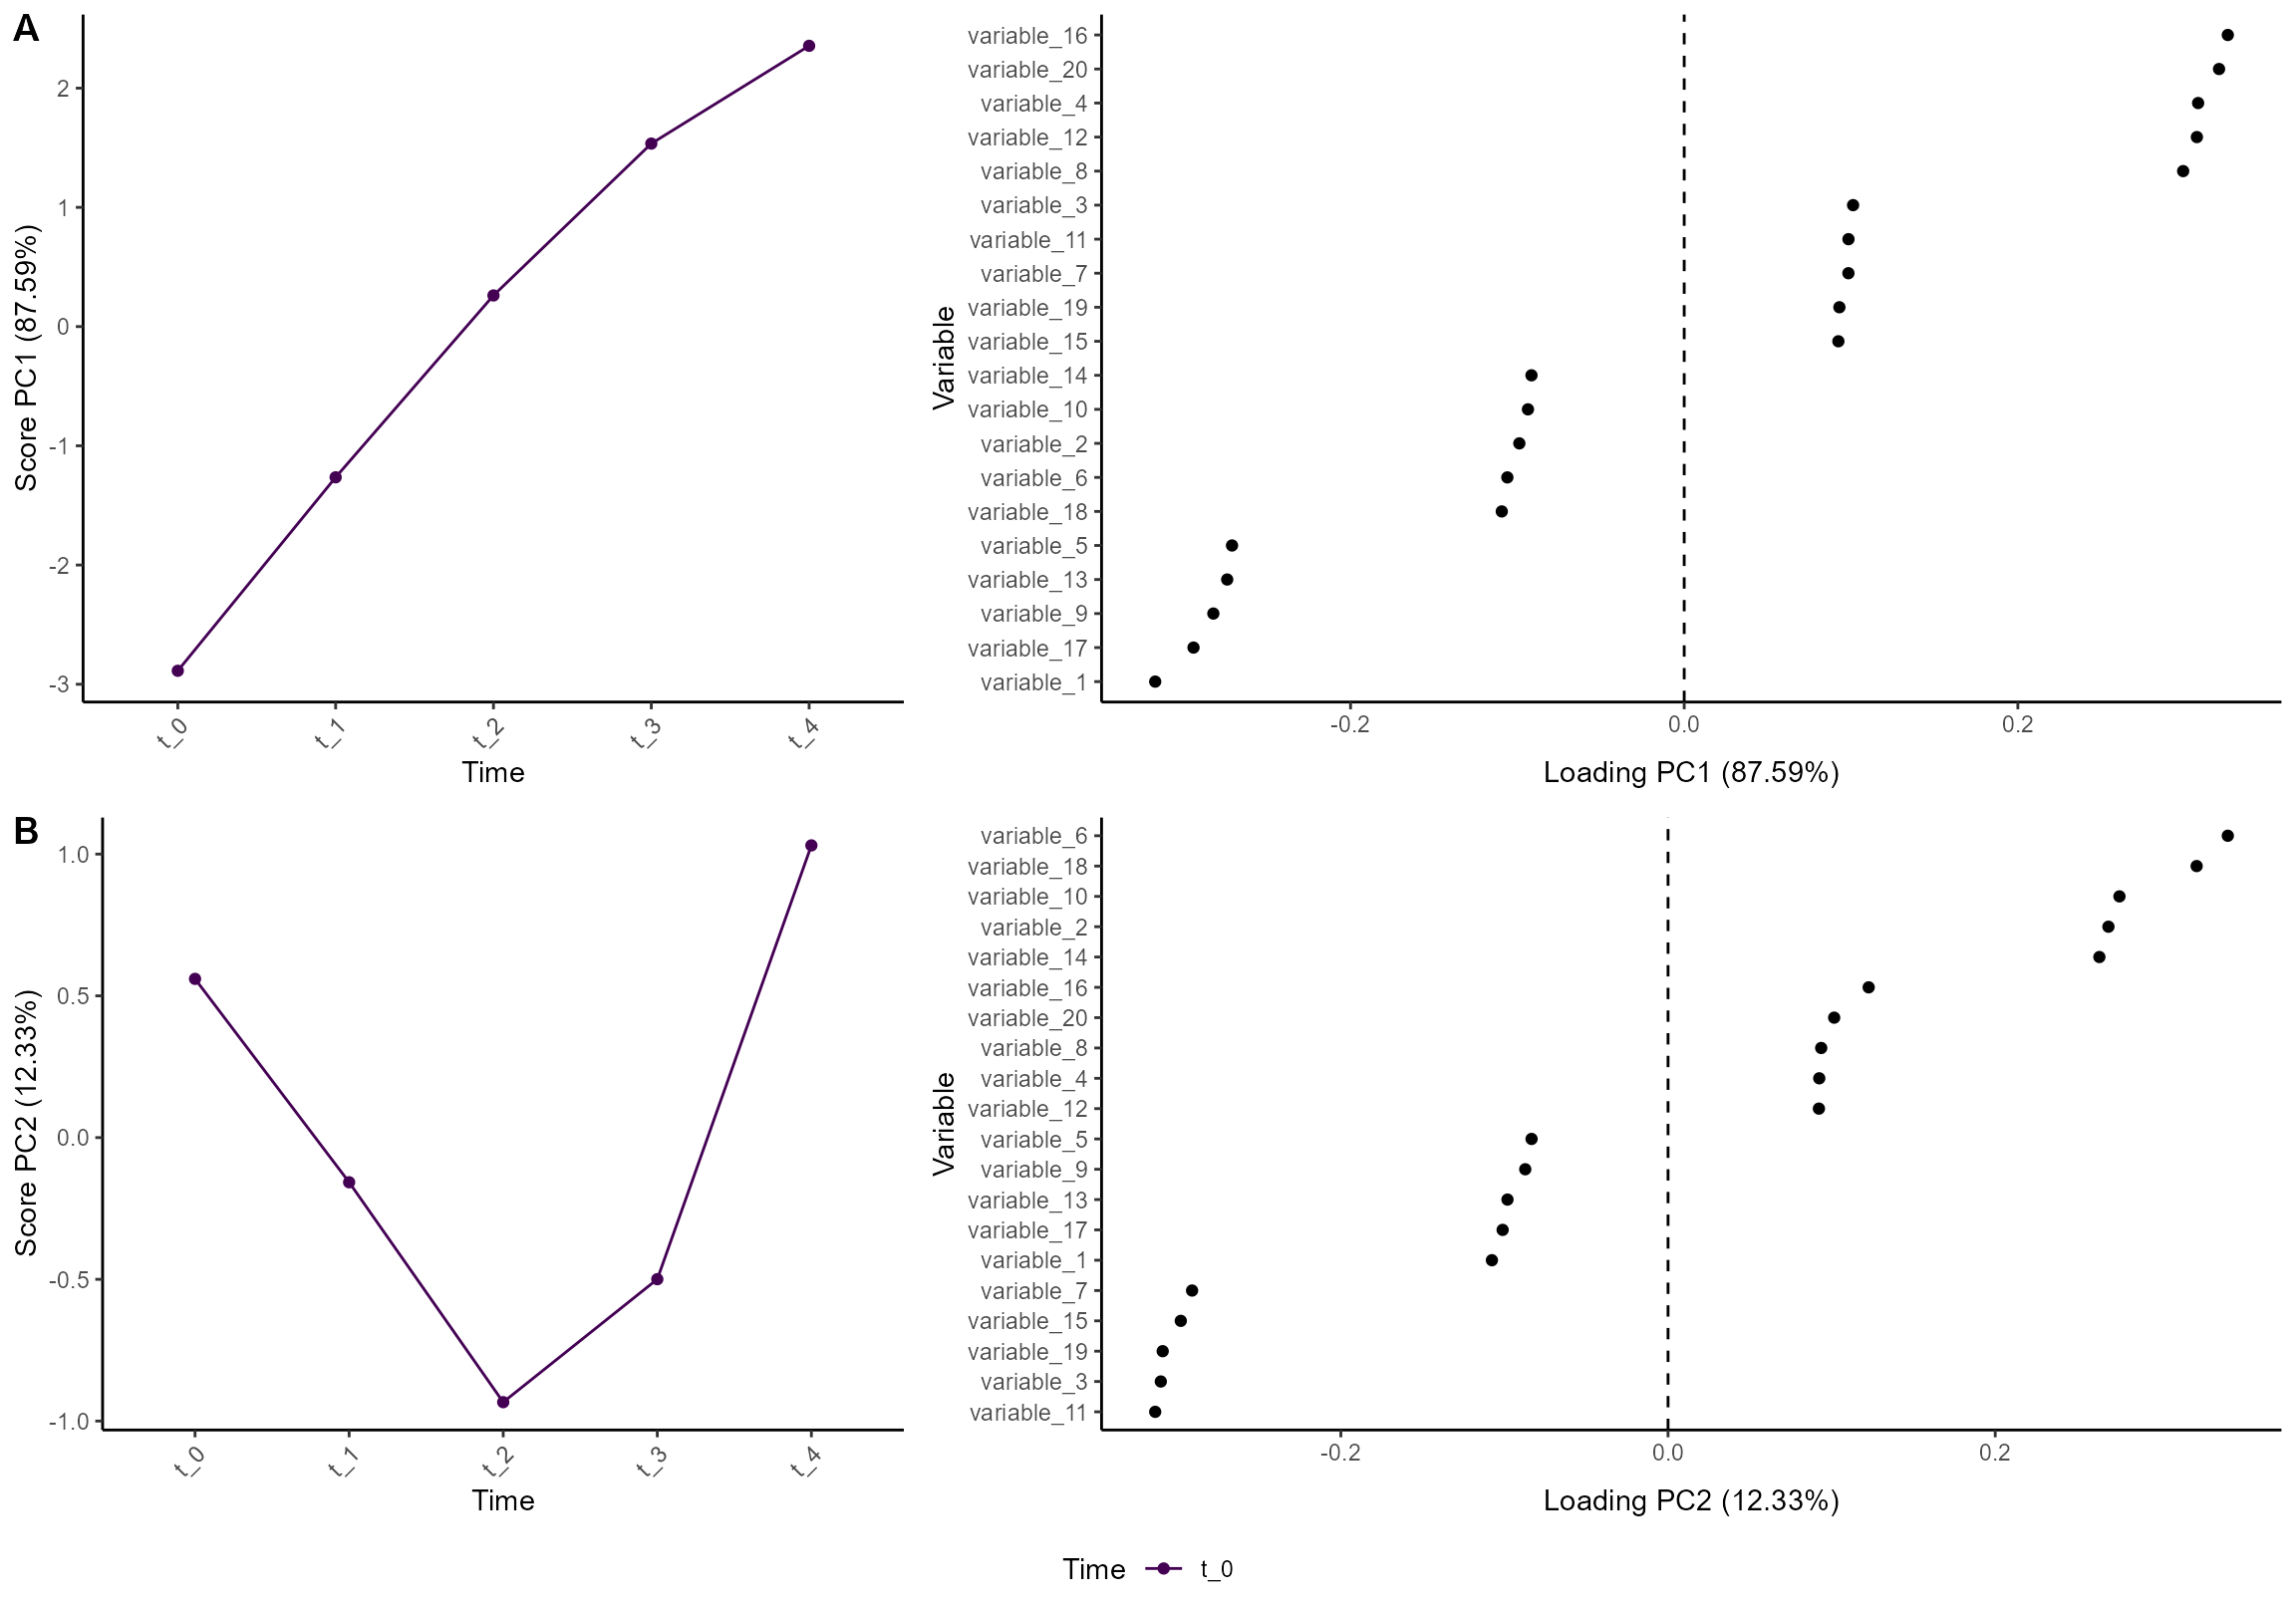 A
Score PC1 (87.59%)
2
1
0
-1
-2
-3
t_0
t_1
t_2
t_3
t_4
Time
Variable
variable_16
variable_20
variable_4
variable_12
variable_8
variable_3
variable_11
variable_7
variable_19
variable_15
variable_14
variable_10
variable_2
variable_6
variable_18
variable_5
variable_13
variable_9
variable_17
variable_1
-0.2
0.0
0.2
Loading PC1 (87.59%)
B
Score PC2 (12.33%)
1.0
0.5
0.0
-0.5
-1.0
t_0
t_1
t_2
t_3
t_4
Time
Variable
variable_6
variable_18
variable_10
variable_2
variable_14
variable_16
variable_20
variable_8
variable_4
variable_12
variable_5
variable_9
variable_13
variable_17
variable_1
variable_7
variable_15
variable_19
variable_3
variable_11
-0.2
0.0
0.2
Loading PC2 (12.33%)
Time t_0